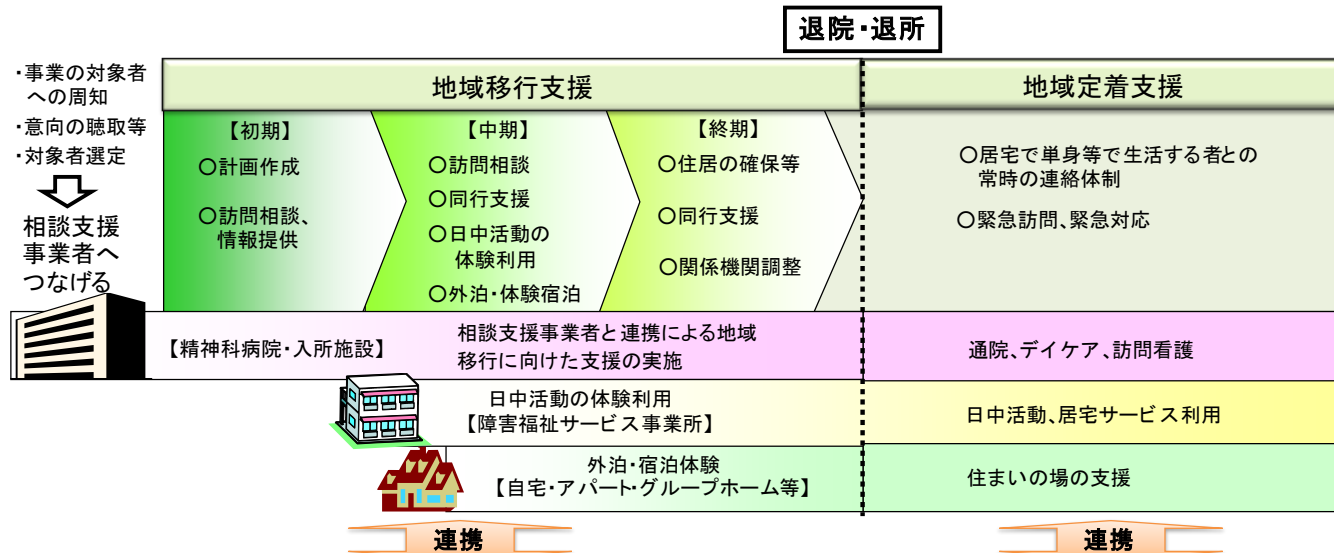 退院・退所
・事業の対象者
への周知
・意向の聴取等
・対象者選定
相談支援
事業者へ
つなげる
地域移行支援
地域定着支援
【初期】
○計画作成
○訪問相談、
情報提供
【中期】
○訪問相談
○同行支援
○日中活動の
体験利用
○外泊・体験宿泊
【終期】
○住居の確保等
○同行支援
○関係機関調整
○居宅で単身等で生活する者との
常時の連絡体制
○緊急訪問、緊急対応
【精神科病院・入所施設】
相談支援事業者と連携による地域
移行に向けた支援の実施
通院、デイケア、訪問看護
日中活動の体験利用
【障害福祉サービス事業所】
日中活動、居宅サービス利用
外泊・宿泊体験
【自宅・アパート・グループホーム等】
住まいの場の支援
連携
連携